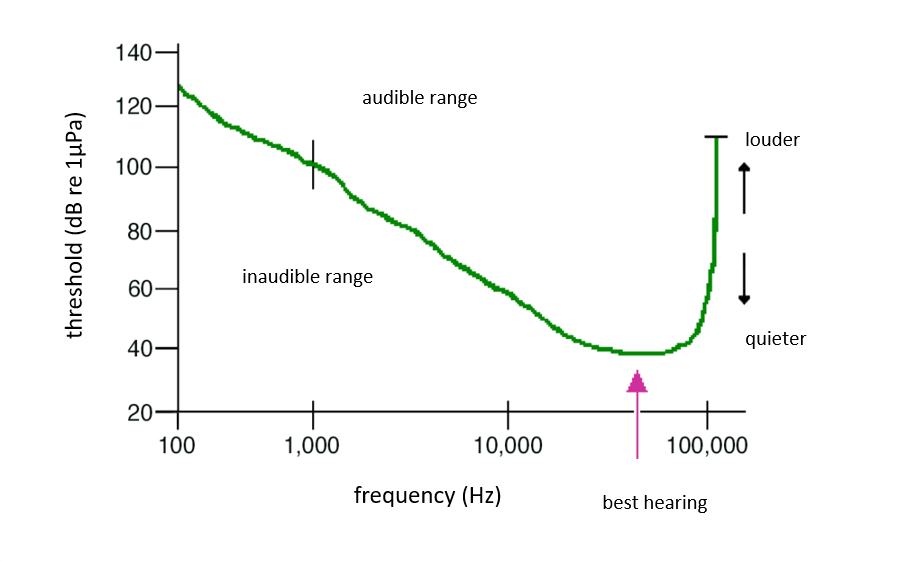 140
120
100
80
60
40
20
threshold (dB re 1µPa)
audible range
inaudible range
louder
quieter
100
1,000
10,000
100,000
frequency (Hz)
best hearing